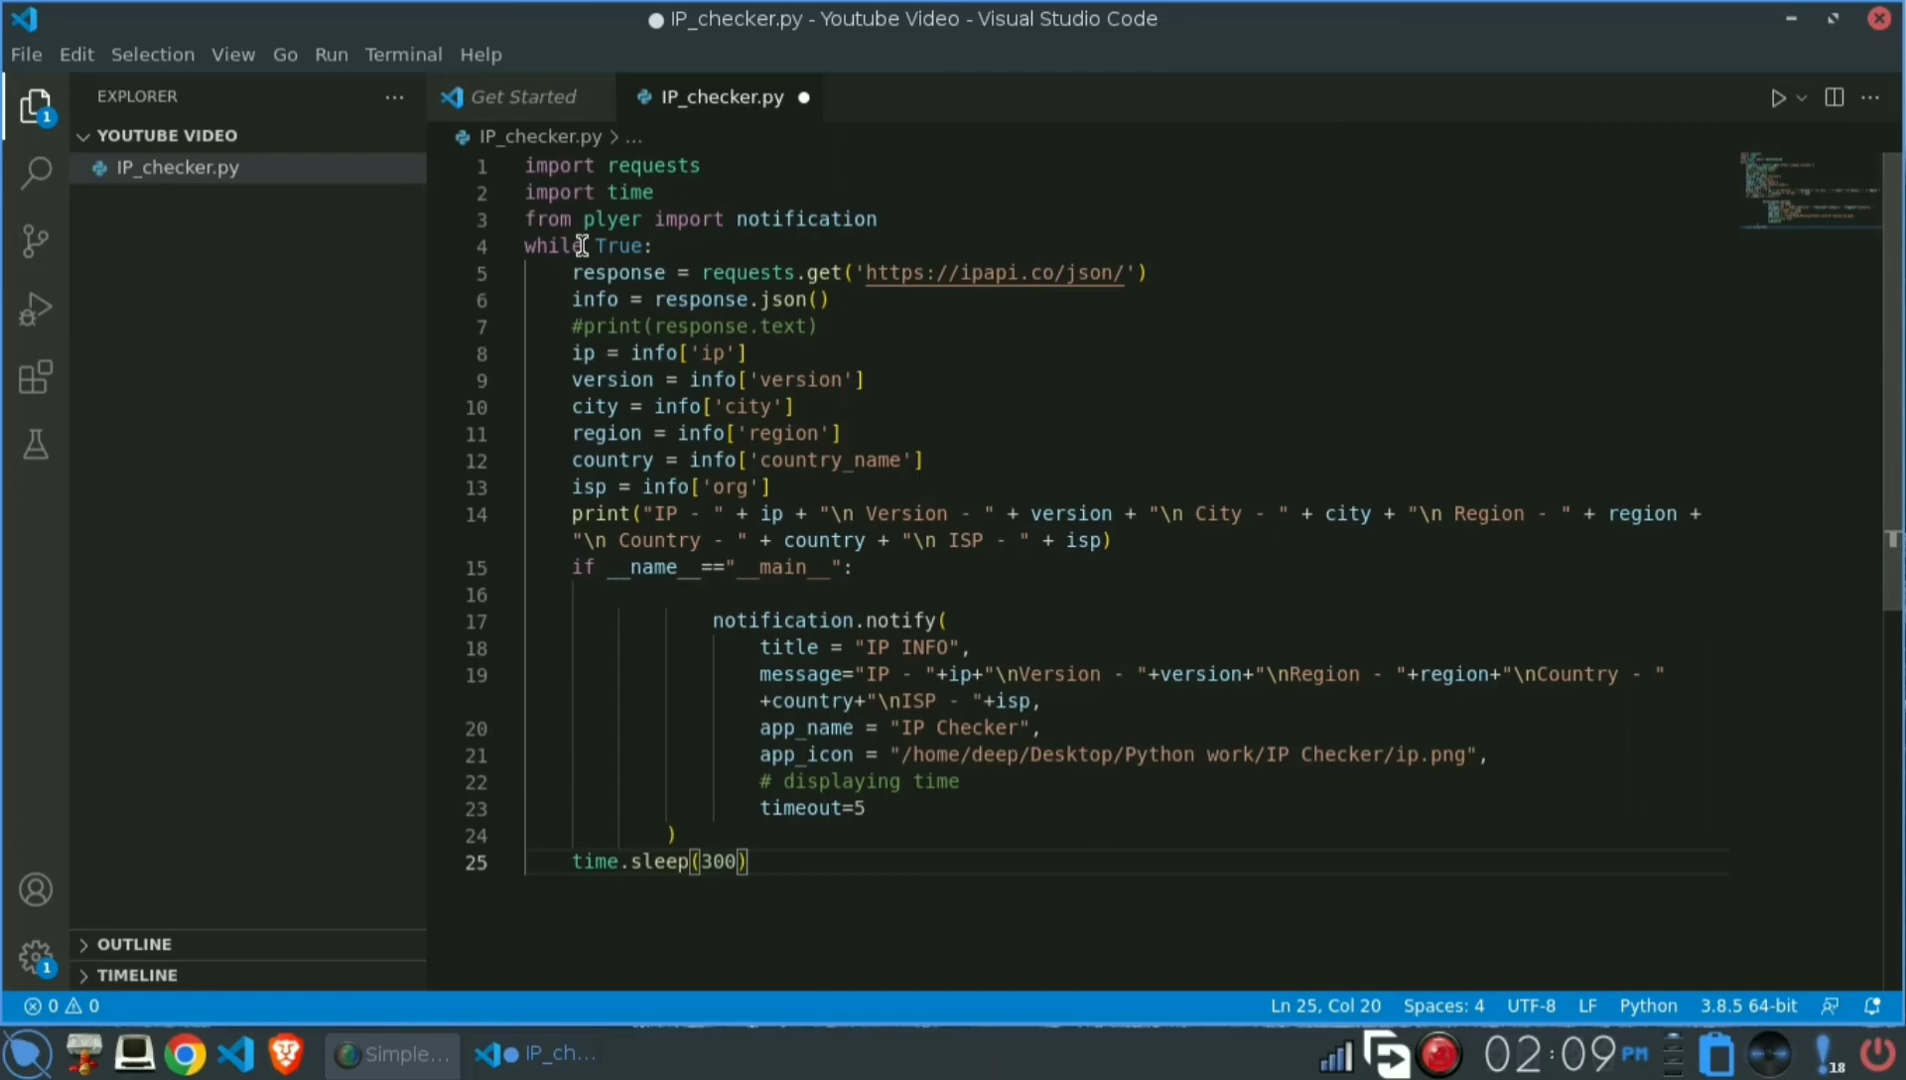 IP_checker.py - Youtube Video - Visual Studio Code
File Edit Selection View Go Run Terminal Help
EXPLORER
Get Started
IP_checker.py
1
YOUTUBE VIDEO
IP_checker.py > ...
IP_checker.py
1 import requests
2 import time
3 from plyer import notification
4 while True:
5 response = requests.get('https://ipapi.co/json/')
6 info = response.json()
7 #print(response.text)
8 ip = info['ip']
9 version = info['version']
10 city = info['city']
11 region = info['region']
12 country = info['country_name']
13 isp = info['org']
14 print("IP - " + ip + "\n Version - " + version + "\n City - " + city + "\n Region - " + region +
"\n Country - " + country + "\n ISP - " + isp)
15 if __name__=="__main__":
16
17 notification.notify(
18 title = "IP INFO",
19 message="IP - "+ip+"\nVersion - "+version+"\nRegion - "+region+"\nCountry - "
+country+"\nISP - "+isp,
20 app_name = "IP Checker",
21 app_icon = "/home/deep/Desktop/Python work/IP Checker/ip.png",
22 # displaying time
23 timeout=5
24 )
25 time.sleep(300)
OUTLINE
1
TIMELINE
0 0
Ln 25, Col 20 Spaces: 4 UTF-8 LF Python 3.8.5 64-bit
Simple... IP_ch... 02:09 PM 18